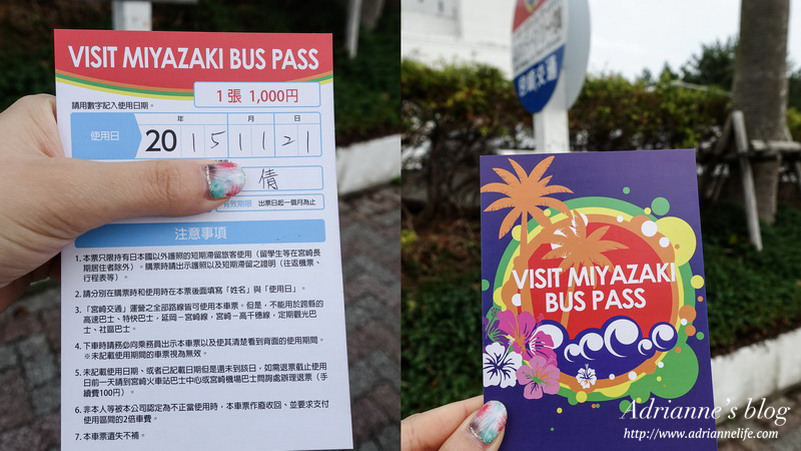 VISIT MIYAZAKI BUS PASS
1張 1,000円
請用數字記入使用日期。
年 月 日
使用日 20 15 11 21
倩
有效期限 出票日起一個月為止
注意事項
1. 本票只限持有日本國以外護照的短期滯留旅客使用（留學生等在宮崎長
期居住者除外）。購票時請出示護照以及短期滯留之證明（往返機票、
行程表等）。
2. 請分別在購票時和使用時在本票後面填寫「姓名」與「使用日」。
3. 「宮崎交通」運營之全部路線皆可使用本車票。但是，不能用於跨縣的
高速巴士、特快巴士，延岡－宮崎線，宮崎－高千穗線，定期觀光巴
士、社區巴士。
4. 下車時請務必向乘務員出示本車票以及使其清楚看到背面的使用期間。
※未記載使用期間的車票視為無效。
5. 未記載使用日期、或者已記載日期但是還未到該日，如需退票截止使用
日前一天請到宮崎火車站巴士中心或宮崎機場巴士問詢處辦理退票（手
續費100円）。
6. 非本人等被本公司認定為不正當使用時，本車票作廢收回、並要求支付
使用區間的2倍車費。
7. 本車票遺失不補。
宮崎交通
VISIT MIYAZAKI
BUS PASS
Adrianne's blog
http://www.adriannelife.com/